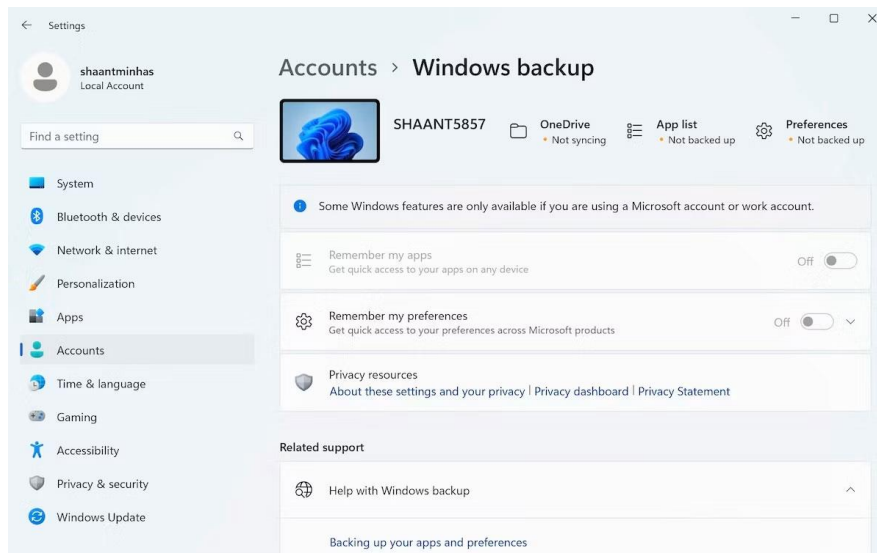 Settings
shaantminhas
Local Account
Find a setting
System
Bluetooth & devices
Network & internet
Personalization
Apps
Accounts
Time & language
Gaming
Accessibility
Privacy & security
Windows Update
Accounts > Windows backup
SHAANT5857
OneDrive
• Not syncing
App list
• Not backed up
Preferences
• Not backed up
Some Windows features are only available if you are using a Microsoft account or work account.
Remember my apps
Get quick access to your apps on any device
Off
Remember my preferences
Get quick access to your preferences across Microsoft products
Off
Privacy resources
About these settings and your privacy | Privacy dashboard | Privacy Statement
Related support
Help with Windows backup
Backing up your apps and preferences